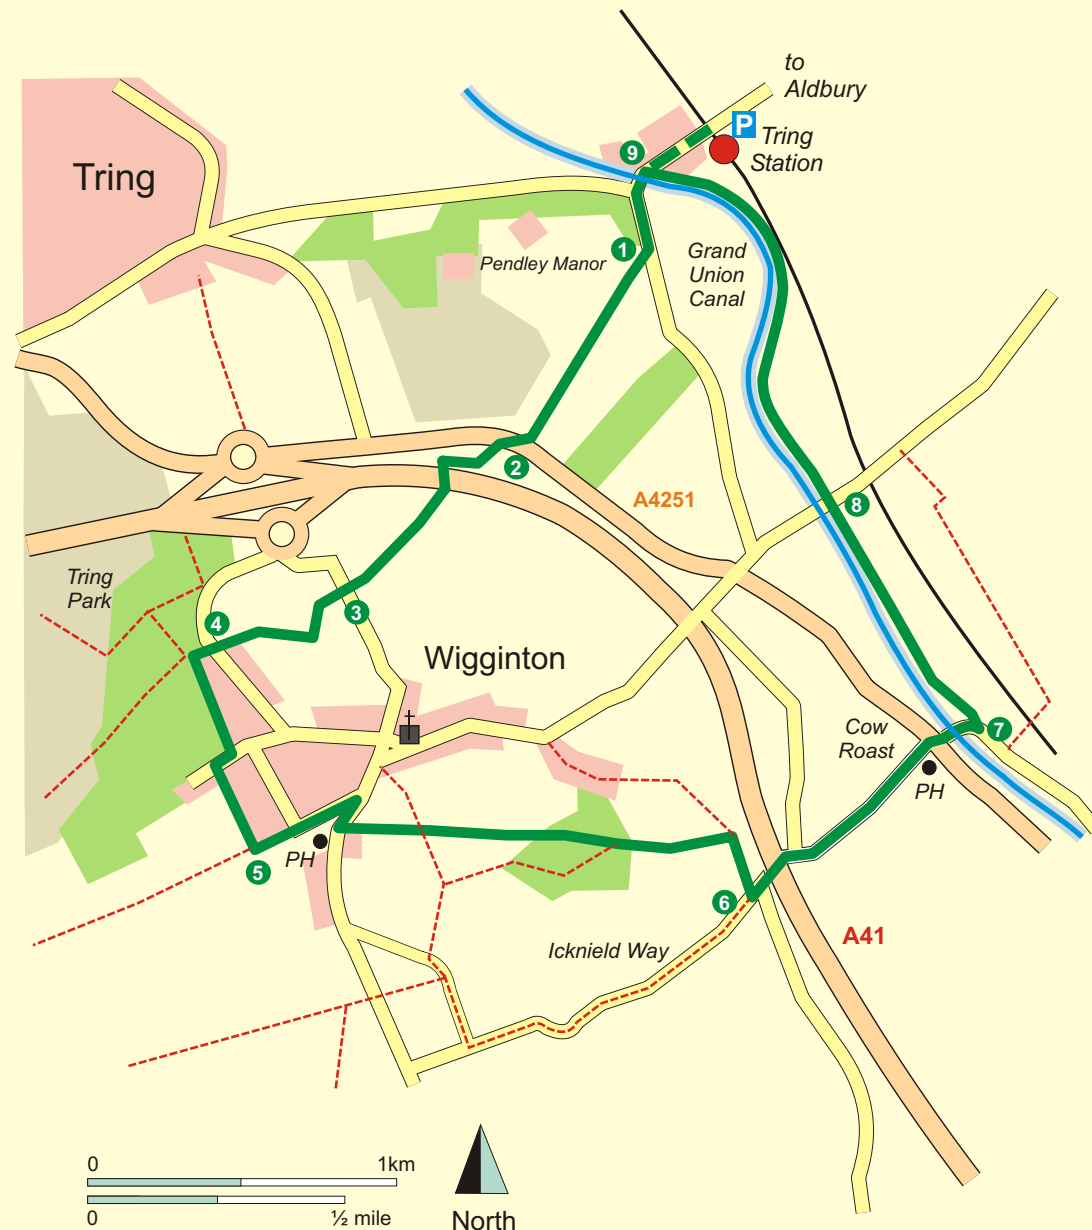 to
Aldbury
P
Tring
Station
9
Tring
1
Pendley Manor
Grand
Union
Canal
2
A4251
8
Tring
Park
3
4
Wigginton
Cow
Roast
7
PH
PH
5
6
Icknield Way
A41
0
1km
0
½ mile
North